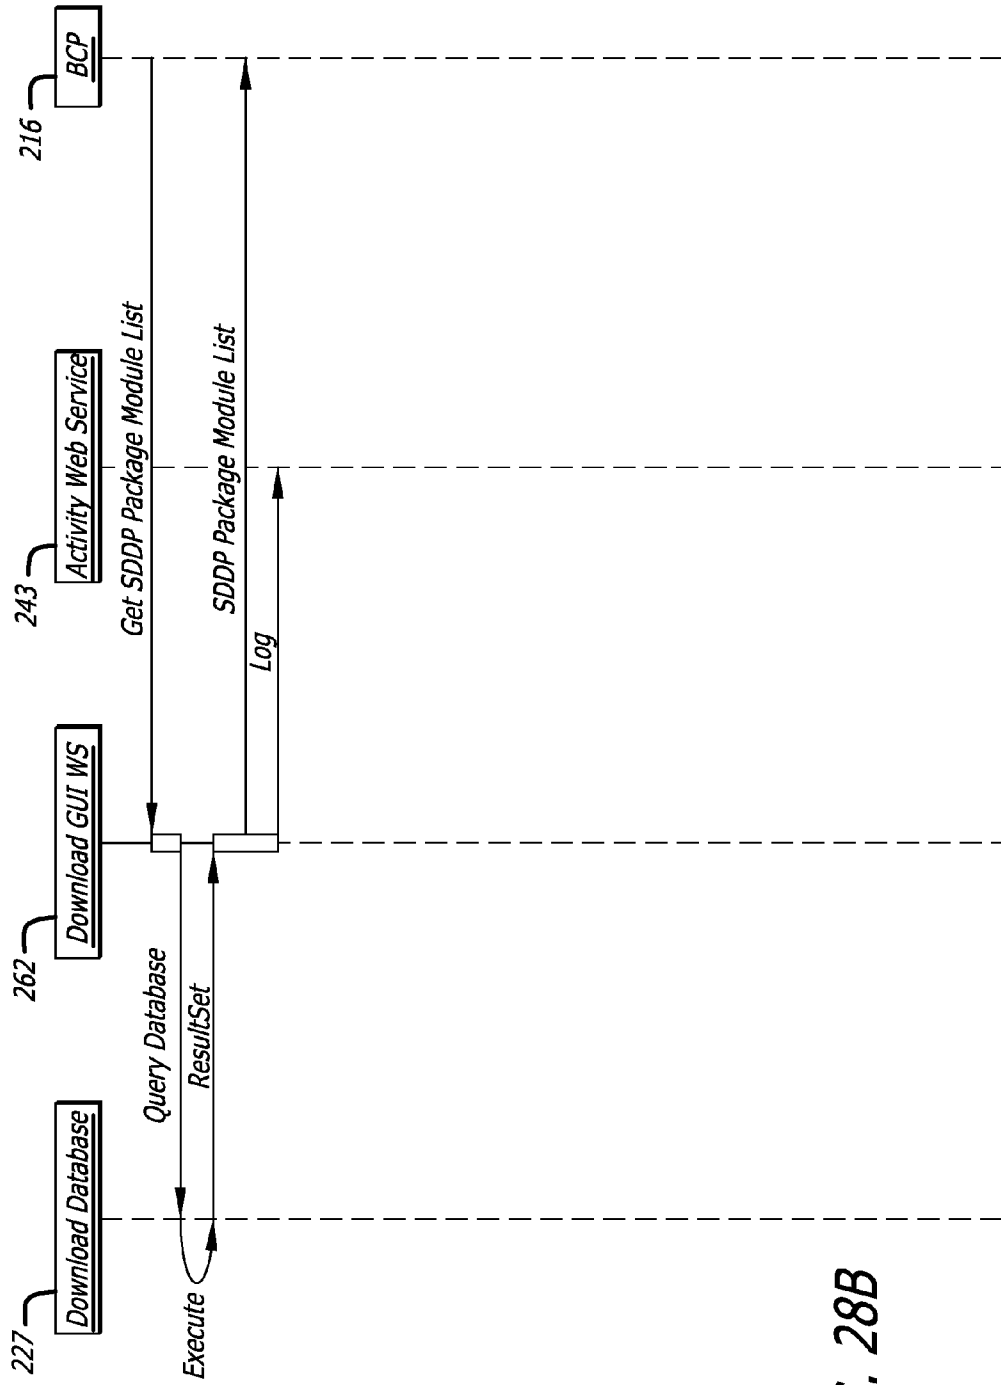 227
Download Database
262
Download GUI WS
243
Activity Web Service
216
BCP
Get SDDP Package Module List
Query Database
Execute
ResultSet
SDDP Package Module List
Log
28B